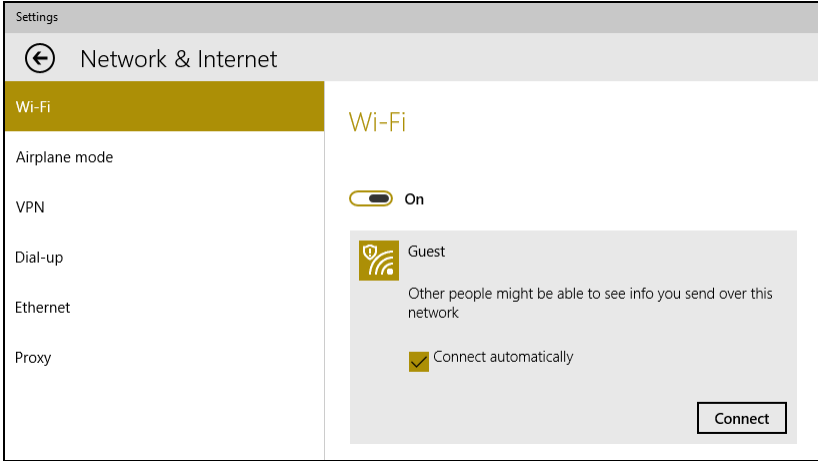 Settings
Network & Internet
Wi-Fi
Airplane mode
VPN
Dial-up
Ethernet
Proxy
Wi-Fi
On
Guest
Other people might be able to see info you send over this
network
Connect automatically
Connect